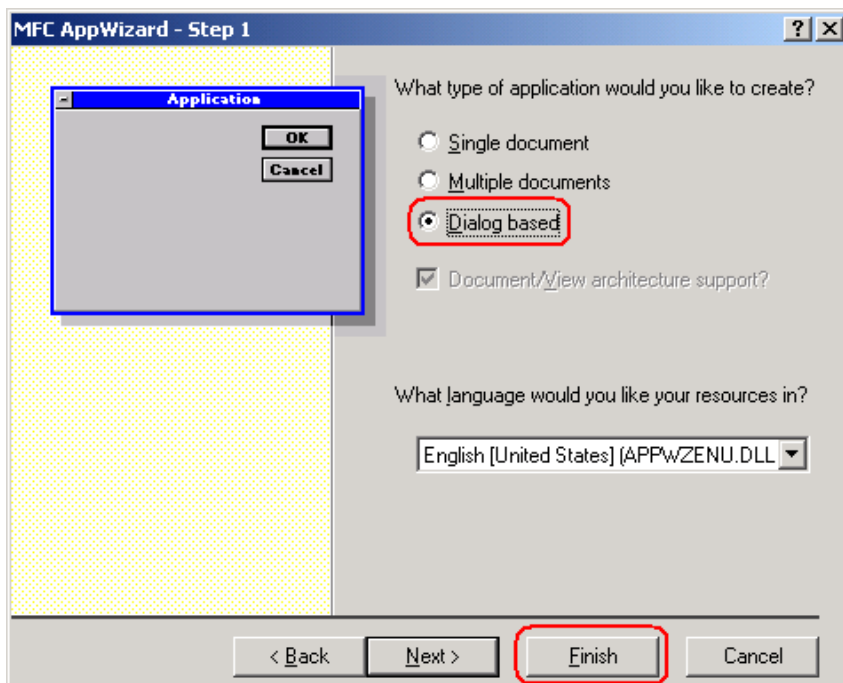 MFC AppWizard - Step 1
Application
OK
Cancel
What type of application would you like to create?
Single document
Multiple documents
Dialog based
Document/View architecture support?
What language would you like your resources in?
English [United States] (APPWZENU.DLL
< Back
Next >
Finish
Cancel